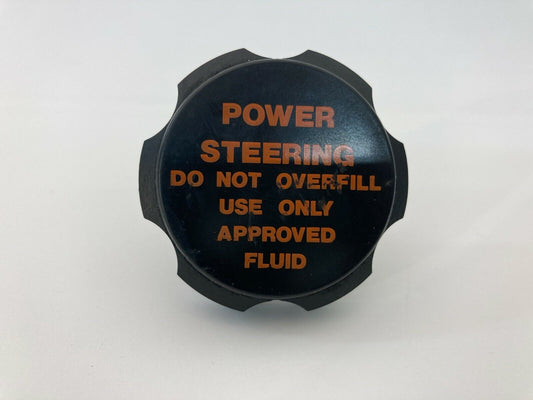 POWER
STEERING
DO NOT OVERFILL
USE ONLY
APPROVED
FLUID